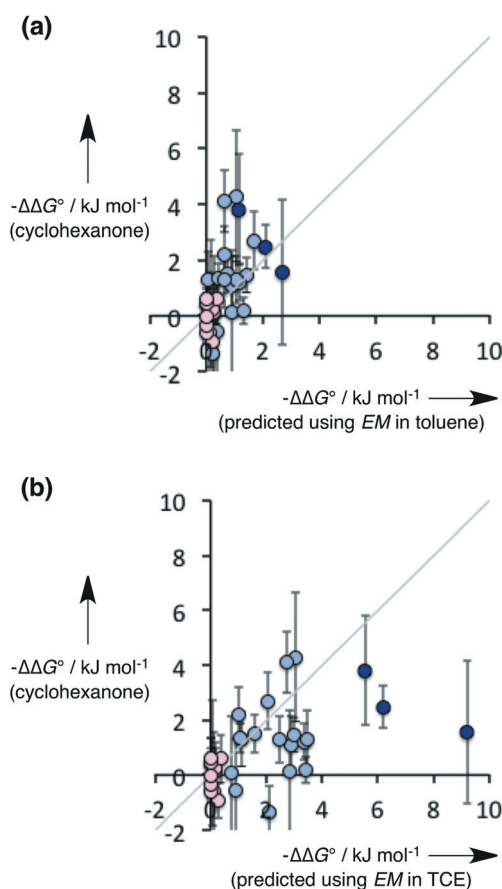 (a)
10
8
6
4
2
0
-2
-2
0
2
4
6
8
10
-ΔΔG° / kJ mol⁻¹
(cyclohexanone)
-ΔΔG° / kJ mol⁻¹
(predicted using EM in toluene)
(b)
10
8
6
4
2
0
-2
-2
0
2
4
6
8
10
-ΔΔG° / kJ mol⁻¹
(cyclohexanone)
-ΔΔG° / kJ mol⁻¹
(predicted using EM in TCE)